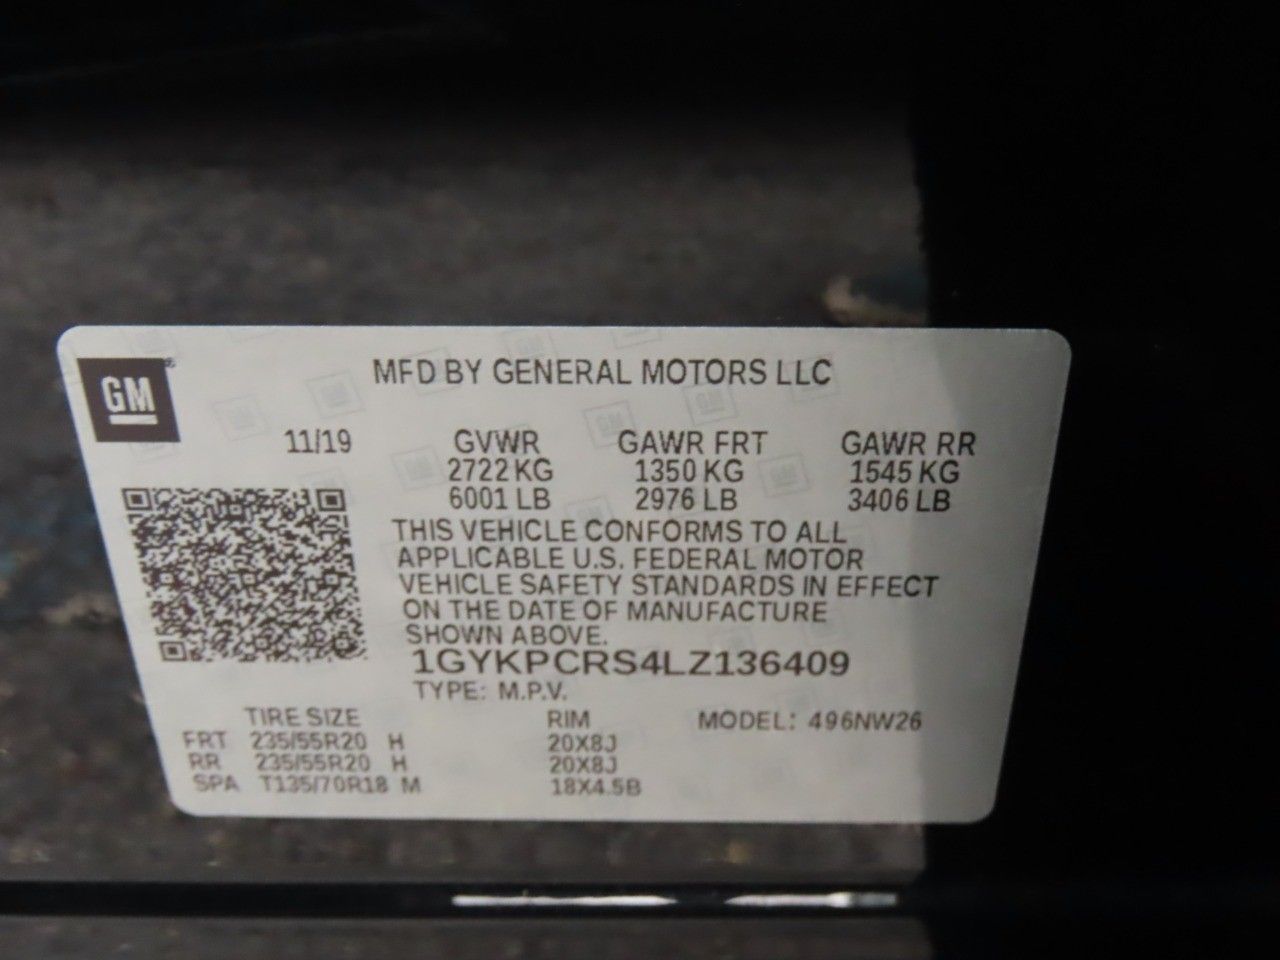 GM
MFD BY GENERAL MOTORS LLC
11/19 GVWR GAWR FRT GAWR RR
2722 KG 1350 KG 1545 KG
6001 LB 2976 LB 3406 LB
THIS VEHICLE CONFORMS TO ALL
APPLICABLE U.S. FEDERAL MOTOR
VEHICLE SAFETY STANDARDS IN EFFECT
ON THE DATE OF MANUFACTURE
SHOWN ABOVE.
1GYKPCRS4LZ136409
TYPE: M.P.V.
TIRE SIZE RIM MODEL: 496NW26
FRT 235/55R20 H 20X8J
RR 235/55R20 H 20X8J
SPA T135/70R18 M 18X4.5B